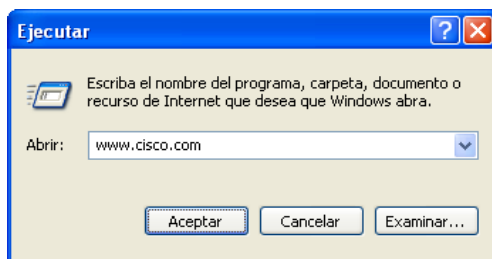 Ejecutar
Escriba el nombre del programa, carpeta, documento o
recurso de Internet que desea que Windows abra.
Abrir: www.cisco.com
Aceptar Cancelar Examinar...